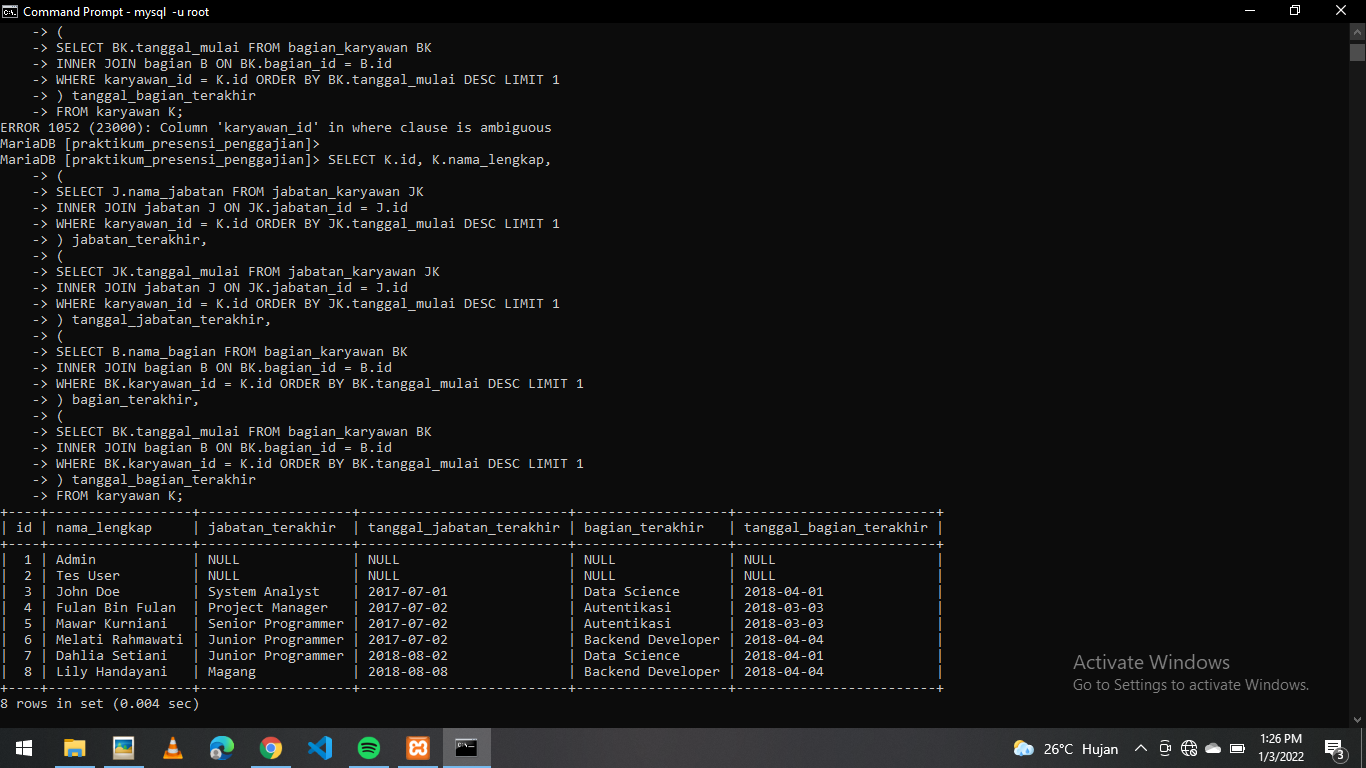 Command Prompt - mysql  -u root
    -> (
    -> SELECT BK.tanggal_mulai FROM bagian_karyawan BK
    -> INNER JOIN bagian B ON BK.bagian_id = B.id
    -> WHERE karyawan_id = K.id ORDER BY BK.tanggal_mulai DESC LIMIT 1
    -> ) tanggal_bagian_terakhir
    -> FROM karyawan K;
ERROR 1052 (23000): Column 'karyawan_id' in where clause is ambiguous
MariaDB [praktikum_presensi_penggajian]>
MariaDB [praktikum_presensi_penggajian]> SELECT K.id, K.nama_lengkap,
    -> (
    -> SELECT J.nama_jabatan FROM jabatan_karyawan JK
    -> INNER JOIN jabatan J ON JK.jabatan_id = J.id
    -> WHERE karyawan_id = K.id ORDER BY JK.tanggal_mulai DESC LIMIT 1
    -> ) jabatan_terakhir,
    -> (
    -> SELECT JK.tanggal_mulai FROM jabatan_karyawan JK
    -> INNER JOIN jabatan J ON JK.jabatan_id = J.id
    -> WHERE karyawan_id = K.id ORDER BY JK.tanggal_mulai DESC LIMIT 1
    -> ) tanggal_jabatan_terakhir,
    -> (
    -> SELECT B.nama_bagian FROM bagian_karyawan BK
    -> INNER JOIN bagian B ON BK.bagian_id = B.id
    -> WHERE BK.karyawan_id = K.id ORDER BY BK.tanggal_mulai DESC LIMIT 1
    -> ) bagian_terakhir,
    -> (
    -> SELECT BK.tanggal_mulai FROM bagian_karyawan BK
    -> INNER JOIN bagian B ON BK.bagian_id = B.id
    -> WHERE BK.karyawan_id = K.id ORDER BY BK.tanggal_mulai DESC LIMIT 1
    -> ) tanggal_bagian_terakhir
    -> FROM karyawan K;
+----+------------------+-------------------+--------------------------+-------------------+-------------------------+
| id | nama_lengkap     | jabatan_terakhir  | tanggal_jabatan_terakhir | bagian_terakhir   | tanggal_bagian_terakhir |
+----+------------------+-------------------+--------------------------+-------------------+-------------------------+
|  1 | Admin            | NULL              | NULL                     | NULL              | NULL                    |
|  2 | Tes User         | NULL              | NULL                     | NULL              | NULL                    |
|  3 | John Doe         | System Analyst    | 2017-07-01               | Data Science      | 2018-04-01              |
|  4 | Fulan Bin Fulan  | Project Manager   | 2017-07-02               | Autentikasi       | 2018-03-03              |
|  5 | Mawar Kurniani   | Senior Programmer | 2017-07-02               | Autentikasi       | 2018-03-03              |
|  6 | Melati Rahmawati | Junior Programmer | 2017-07-02               | Backend Developer | 2018-04-04              |
|  7 | Dahlia Setiani   | Junior Programmer | 2018-08-02               | Data Science      | 2018-04-01              |
|  8 | Lily Handayani   | Magang            | 2018-08-08               | Backend Developer | 2018-04-04              |
+----+------------------+-------------------+--------------------------+-------------------+-------------------------+
8 rows in set (0.004 sec)
Activate Windows
Go to Settings to activate Windows.
26°C Hujan
1:26 PM
1/3/2022
3